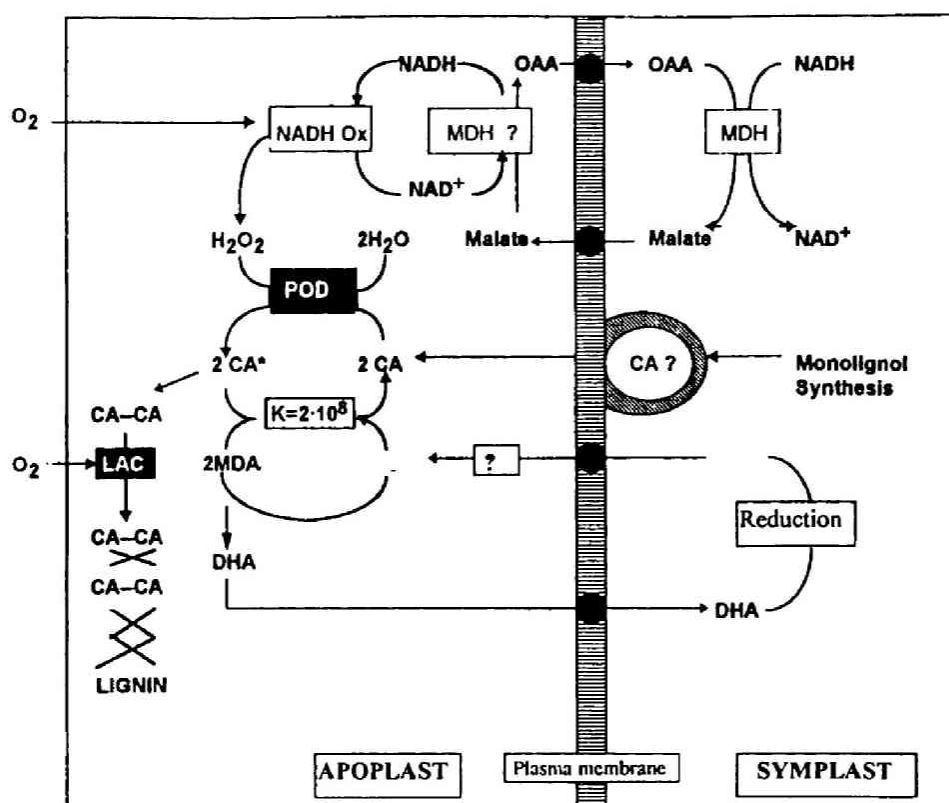 NADH OAA OAA NADH
O₂ NADH Ox MDH ? MDH
NAD⁺
H₂O₂ 2H₂O Malate Malate NAD⁺
POD
2 CA* 2 CA CA ? Monolignol
Synthesis
CA–CA K=2·10⁸
O₂ LAC 2MDA - ?
CA–CA Reduction
DHA
CA–CA
DHA
LIGNIN
APOPLAST Plasma membrane SYMPLAST